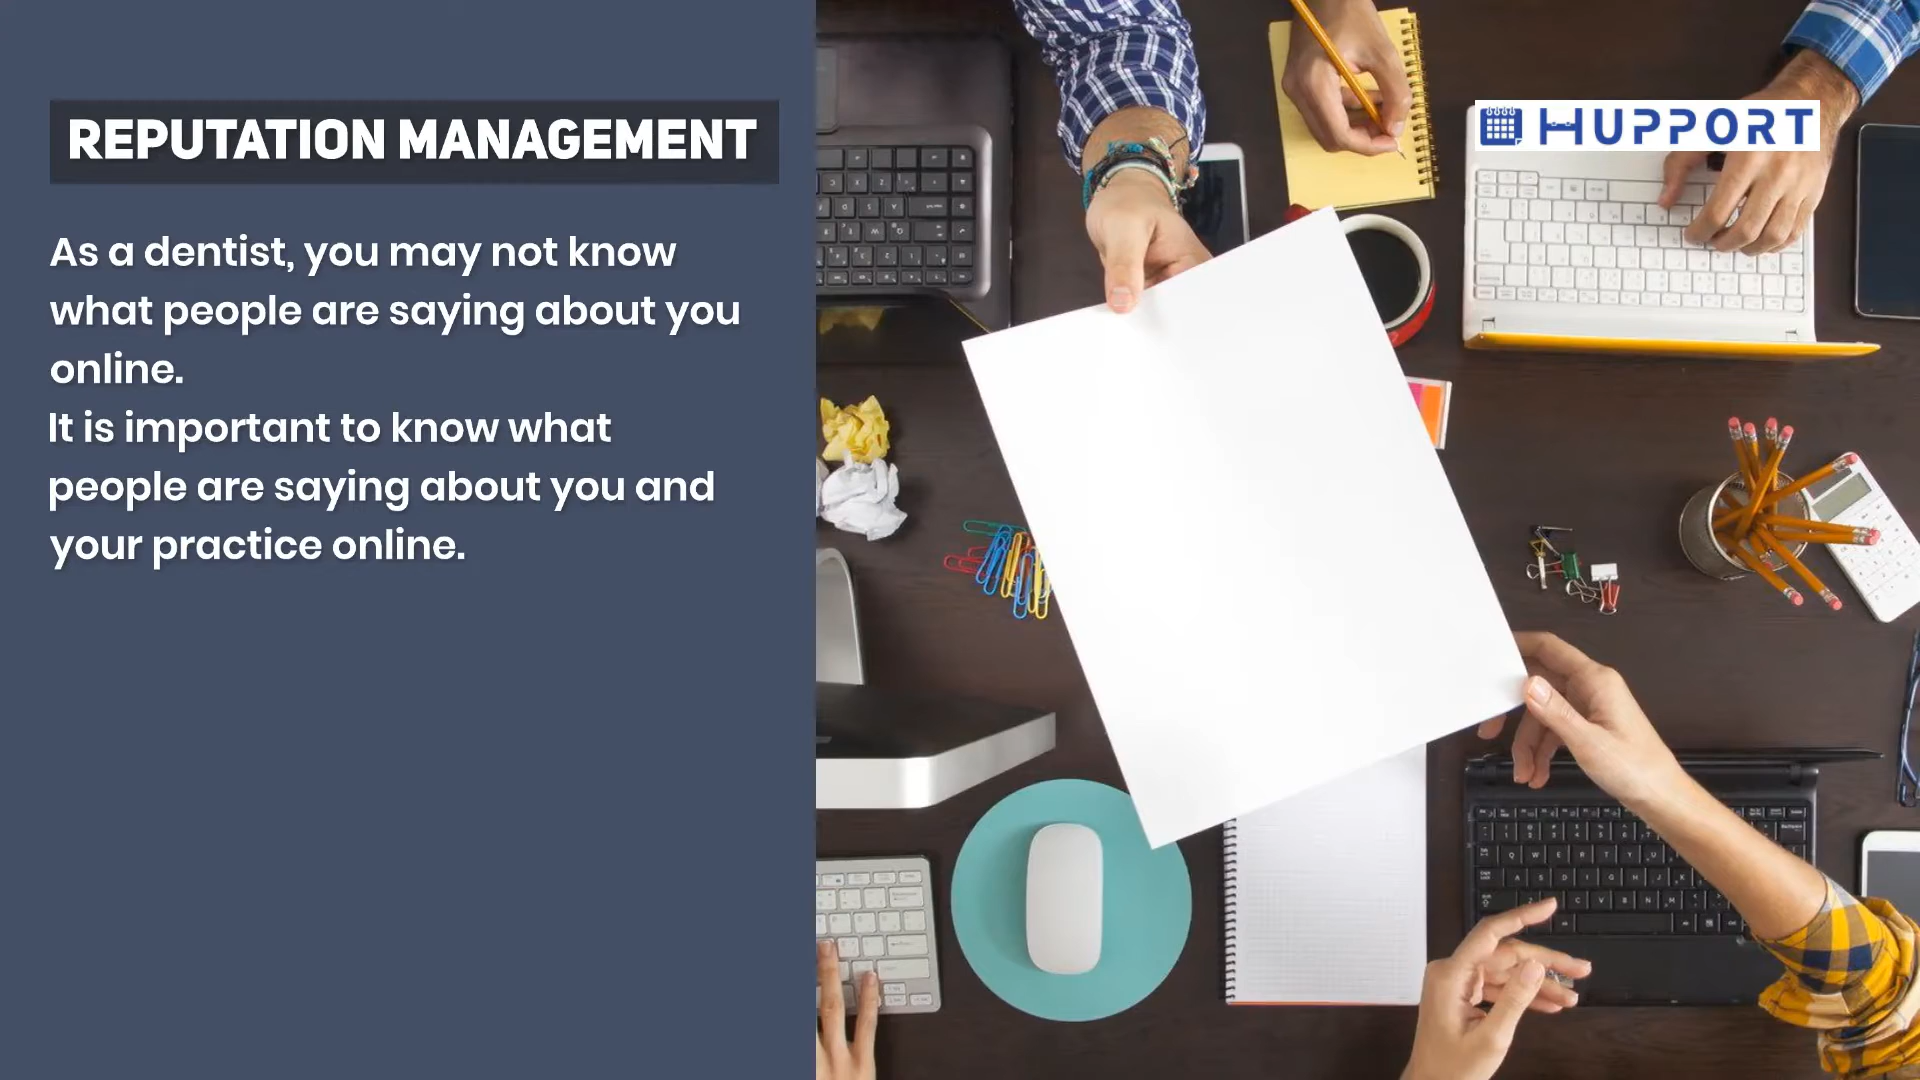 REPUTATION MANAGEMENT
As a dentist, you may not know
what people are saying about you
online.
It is important to know what
people are saying about you and
your practice online.
HUPPORT